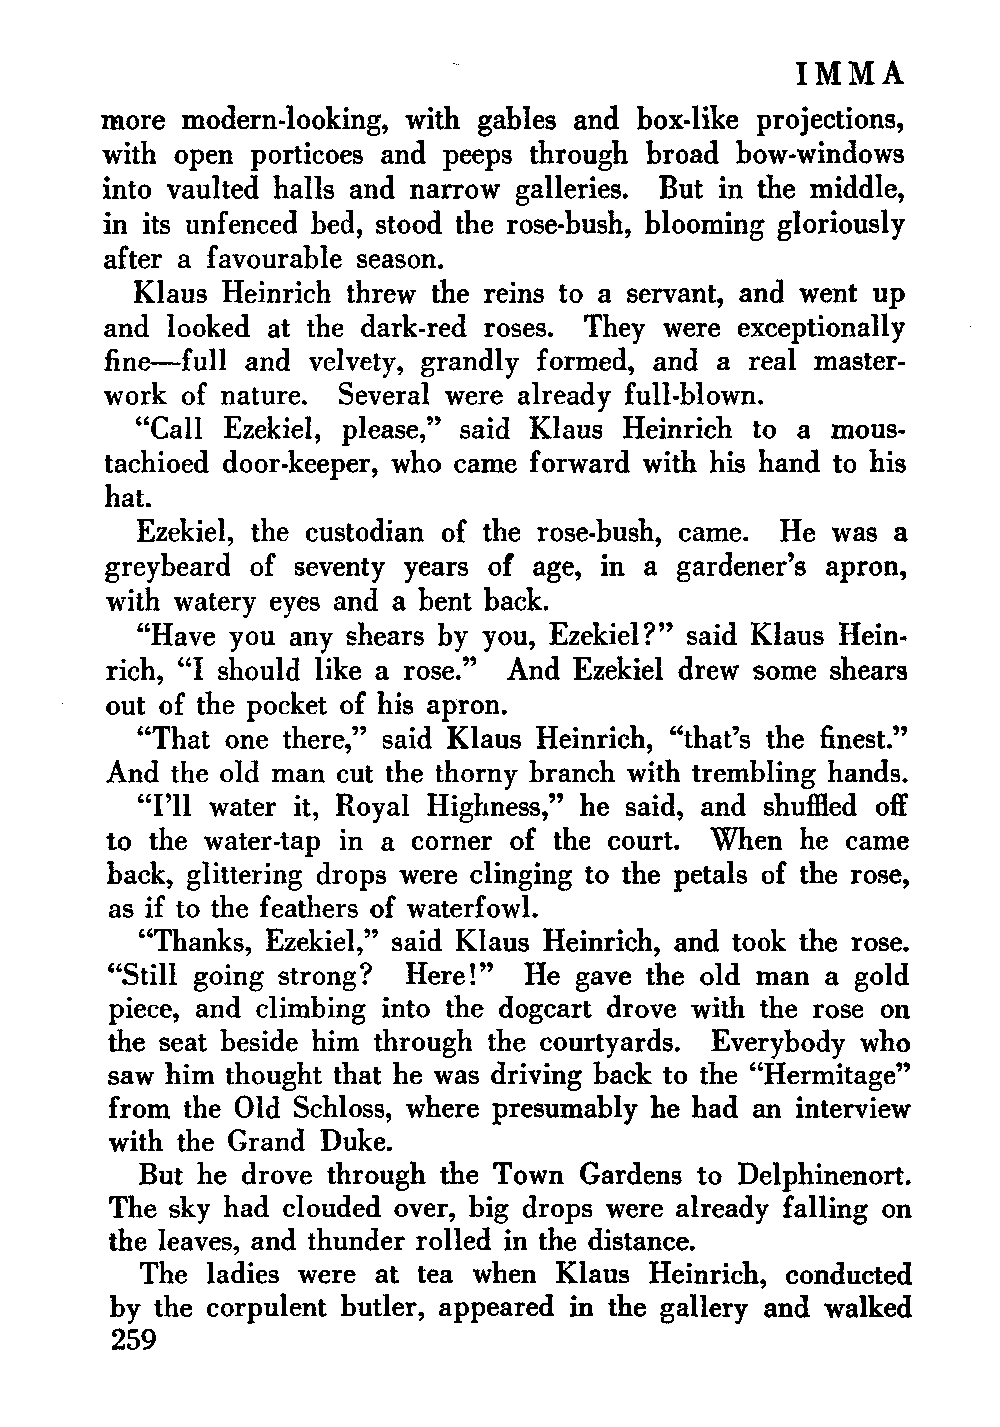 IMMA
more modern-looking, with gables and box-like projections,
with open porticoes and peeps through broad bow-windows
into vaulted halls and narrow galleries. But in the middle,
in its unfenced bed, stood the rose-bush, blooming gloriously
after a favourable season.
Klaus Heinrich threw the reins to a servant, and went up
and looked at the dark-red roses. They were exceptionally
fine—full and velvety, grandly formed, and a real master-
work of nature. Several were already full-blown.
“Call Ezekiel, please,” said Klaus Heinrich to a mous-
tachioed door-keeper, who came forward with his hand to his
hat.
Ezekiel, the custodian of the rose-bush, came. He was a
greybeard of seventy years of age, in a gardener’s apron,
with watery eyes and a bent back.
“Have you any shears by you, Ezekiel?” said Klaus Hein-
rich, “I should like a rose.” And Ezekiel drew some shears
out of the pocket of his apron.
“That one there,” said Klaus Heinrich, “that’s the finest.”
And the old man cut the thorny branch with trembling hands.
“I’ll water it, Royal Highness,” he said, and shuffled off
to the water-tap in a corner of the court. When he came
back, glittering drops were clinging to the petals of the rose,
as if to the feathers of waterfowl.
“Thanks, Ezekiel,” said Klaus Heinrich, and took the rose.
“Still going strong? Here!” He gave the old man a gold
piece, and climbing into the dogcart drove with the rose on
the seat beside him through the courtyards. Everybody who
saw him thought that he was driving back to the “Hermitage”
from the Old Schloss, where presumably he had an interview
with the Grand Duke.
But he drove through the Town Gardens to Delphinenort.
The sky had clouded over, big drops were already falling on
the leaves, and thunder rolled in the distance.
The ladies were at tea when Klaus Heinrich, conducted
by the corpulent butler, appeared in the gallery and walked
259